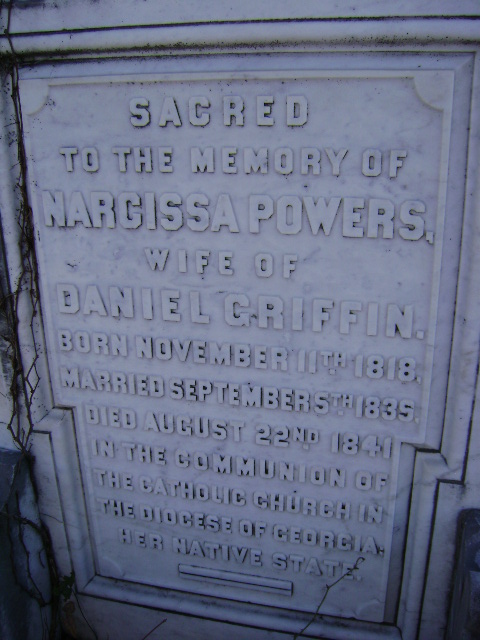 SACRED
TO THE MEMORY OF
NARCISSA POWERS,
WIFE OF
DANIEL GRIFFIN.
BORN NOVEMBER 11TH 1818.
MARRIED SEPTEMBER 5TH 1835.
DIED AUGUST 22ND 1841
IN THE COMMUNION OF
THE CATHOLIC CHURCH IN
THE DIOCESE OF GEORGIA.
HER NATIVE STATE.